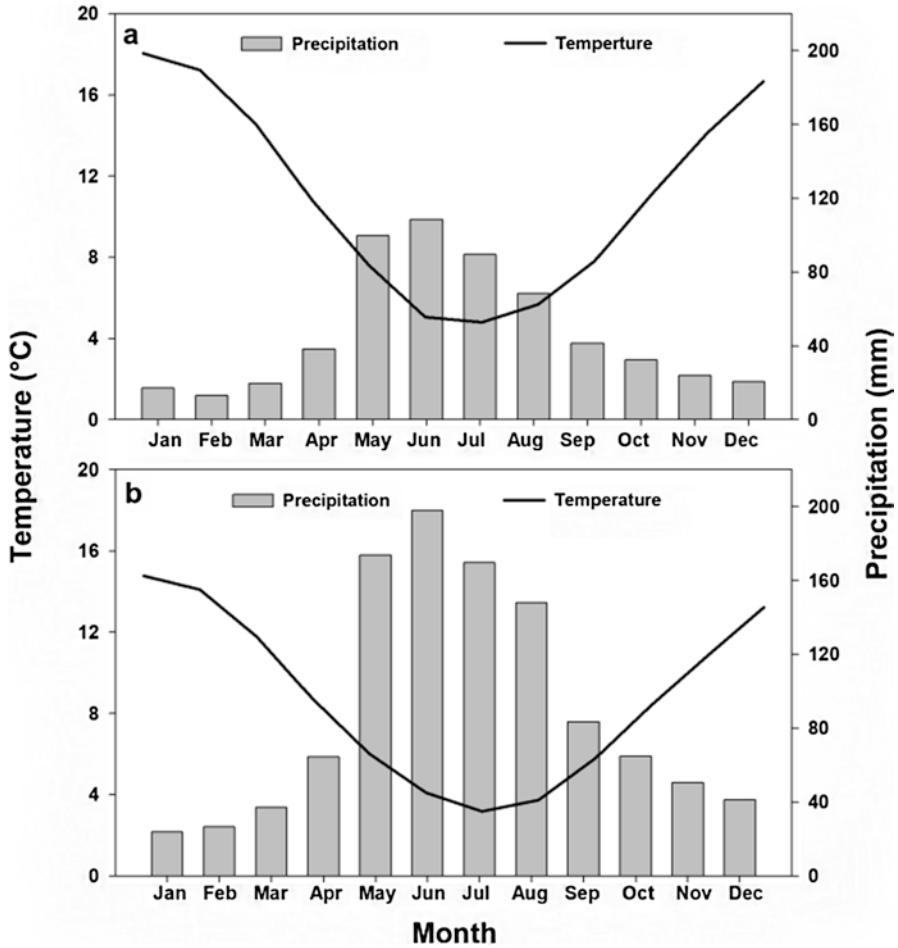 a
Precipitation
Temperture
20
16
12
8
4
0
200
160
120
80
40
0
Jan Feb Mar Apr May Jun Jul Aug Sep Oct Nov Dec
Temperature (°C)
Precipitation (mm)
b
Precipitation
Temperature
20
16
12
8
4
0
200
160
120
80
40
0
Jan Feb Mar Apr May Jun Jul Aug Sep Oct Nov Dec
Month